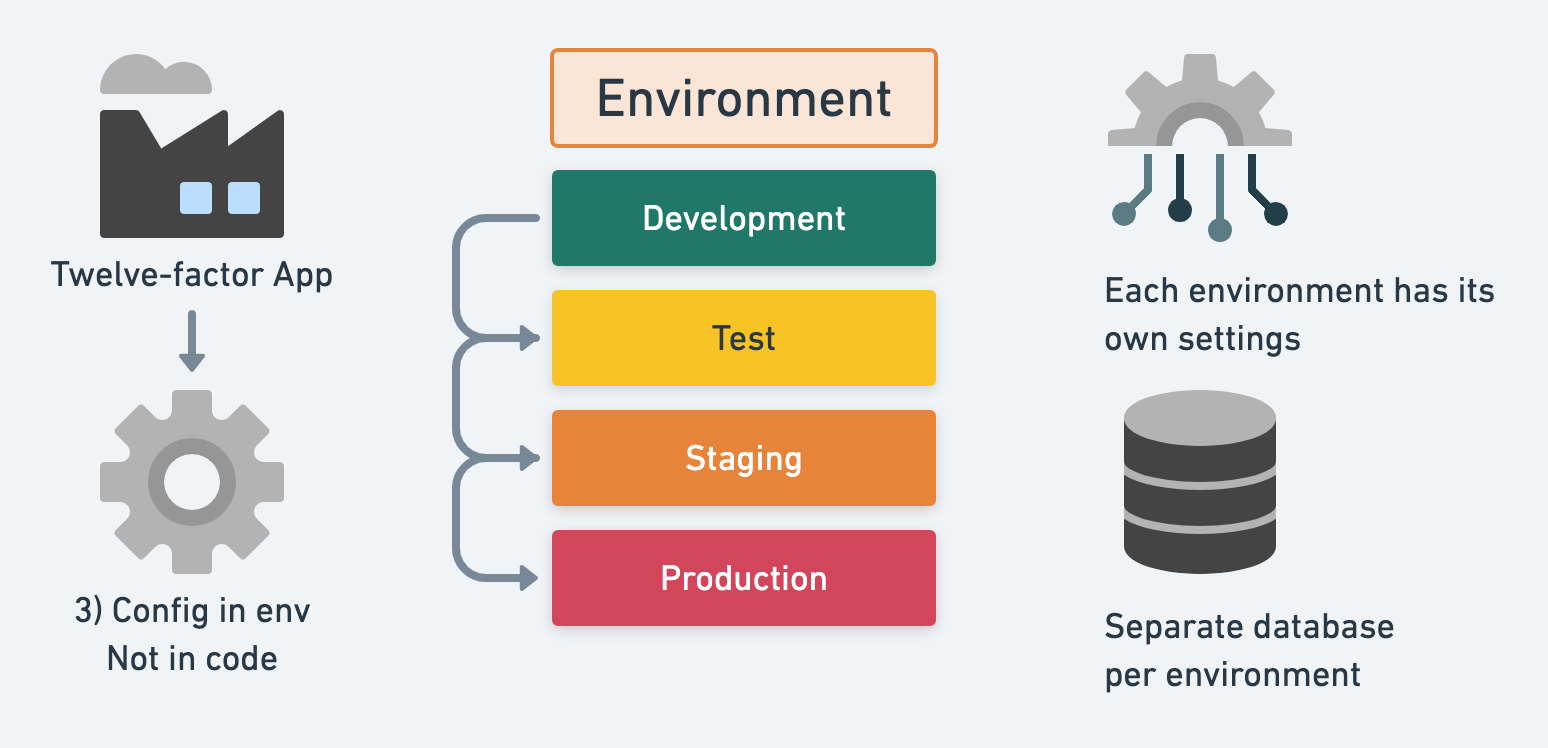 Twelve-factor App
3) Config in env
Not in code
Environment
Development
Test
Staging
Production
Each environment has its
own settings
Separate database
per environment